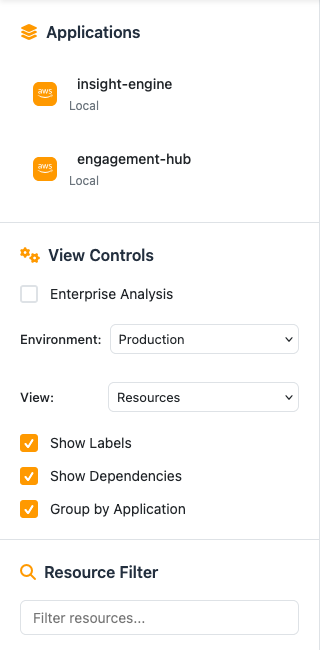 Applications
aws
insight-engine
Local
aws
engagement-hub
Local
View Controls
Enterprise Analysis
Environment: Production
View: Resources
Show Labels
Show Dependencies
Group by Application
Resource Filter
Filter resources...